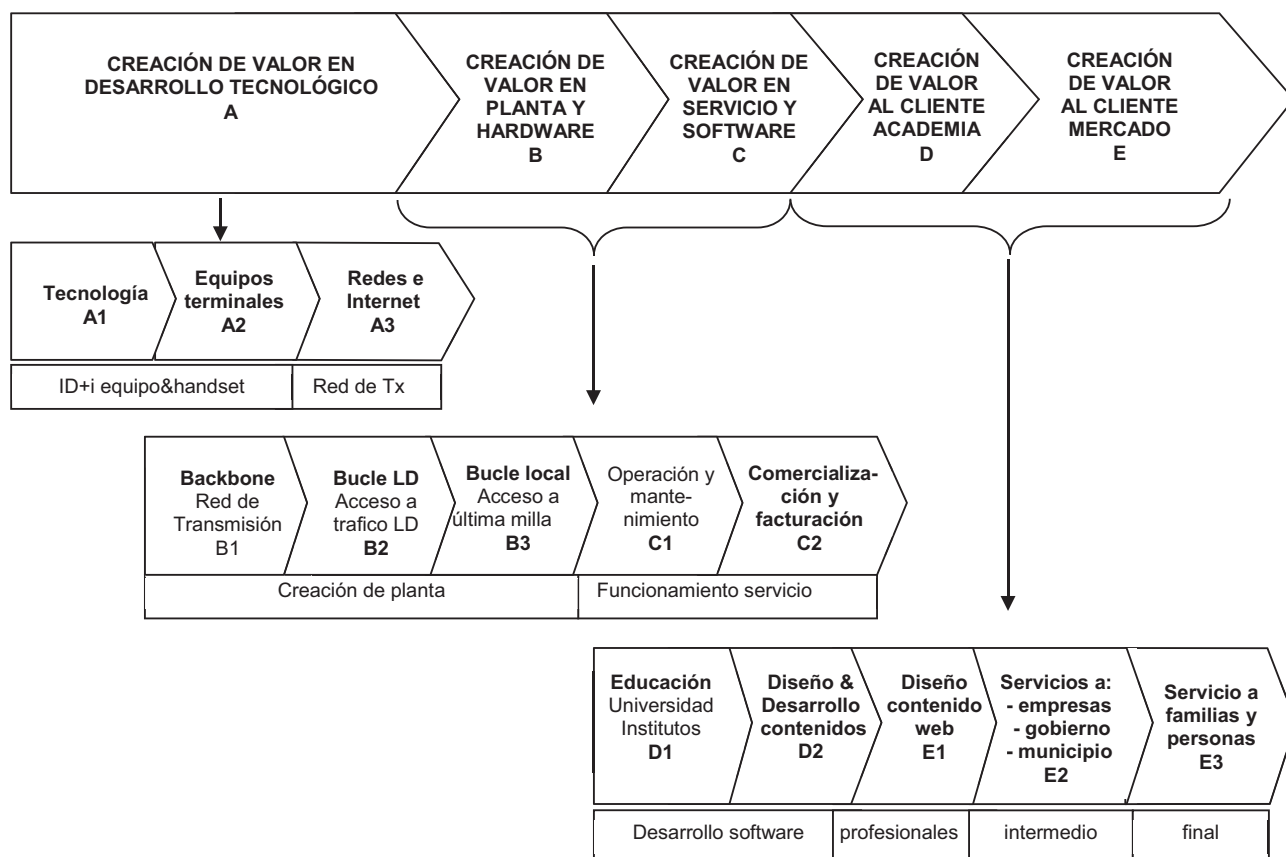 CREACIÓN DE VALOR EN
DESARROLLO TECNOLÓGICO
A
CREACIÓN DE
VALOR EN
PLANTA Y
HARDWARE
B
CREACIÓN DE
VALOR EN
SERVICIO Y
SOFTWARE
C
CREACIÓN
DE VALOR
AL CLIENTE
ACADEMIA
D
CREACIÓN
DE VALOR
AL CLIENTE
MERCADO
E
Tecnología
A1
Equipos
terminales
A2
Redes e
Internet
A3
ID+i equipo&handset
Red de Tx
Backbone
Red de
Transmisión
B1
Bucle LD
Acceso a
trafico LD
B2
Bucle local
Acceso a
última milla
B3
Operación y
mante-
nimiento
C1
Comercializa-
ción y
facturación
C2
Creación de planta
Funcionamiento servicio
Educación
Universidad
Institutos
D1
Diseño &
Desarrollo
contenidos
D2
Diseño
contenido
web
E1
Servicios a:
- empresas
- gobierno
- municipio
E2
Servicio a
familias y
personas
E3
Desarrollo software
profesionales
intermedio
final